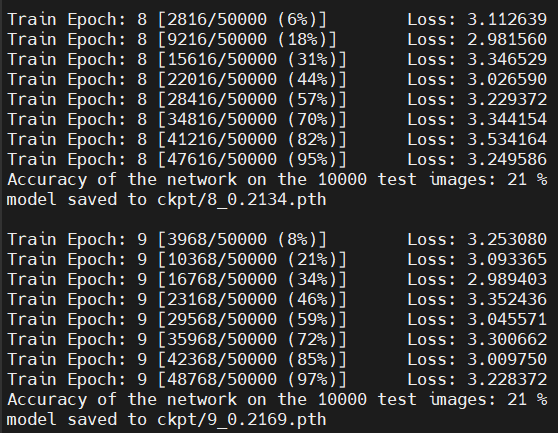 Train Epoch: 8 [2816/50000 (6%)] Loss: 3.112639
Train Epoch: 8 [9216/50000 (18%)] Loss: 2.981560
Train Epoch: 8 [15616/50000 (31%)] Loss: 3.346529
Train Epoch: 8 [22016/50000 (44%)] Loss: 3.026590
Train Epoch: 8 [28416/50000 (57%)] Loss: 3.229372
Train Epoch: 8 [34816/50000 (70%)] Loss: 3.344154
Train Epoch: 8 [41216/50000 (82%)] Loss: 3.534164
Train Epoch: 8 [47616/50000 (95%)] Loss: 3.249586
Accuracy of the network on the 10000 test images: 21 %
model saved to ckpt/8_0.2134.pth
Train Epoch: 9 [3968/50000 (8%)] Loss: 3.253080
Train Epoch: 9 [10368/50000 (21%)] Loss: 3.093365
Train Epoch: 9 [16768/50000 (34%)] Loss: 2.989403
Train Epoch: 9 [23168/50000 (46%)] Loss: 3.352436
Train Epoch: 9 [29568/50000 (59%)] Loss: 3.045571
Train Epoch: 9 [35968/50000 (72%)] Loss: 3.300662
Train Epoch: 9 [42368/50000 (85%)] Loss: 3.009750
Train Epoch: 9 [48768/50000 (97%)] Loss: 3.228372
Accuracy of the network on the 10000 test images: 21 %
model saved to ckpt/9_0.2169.pth